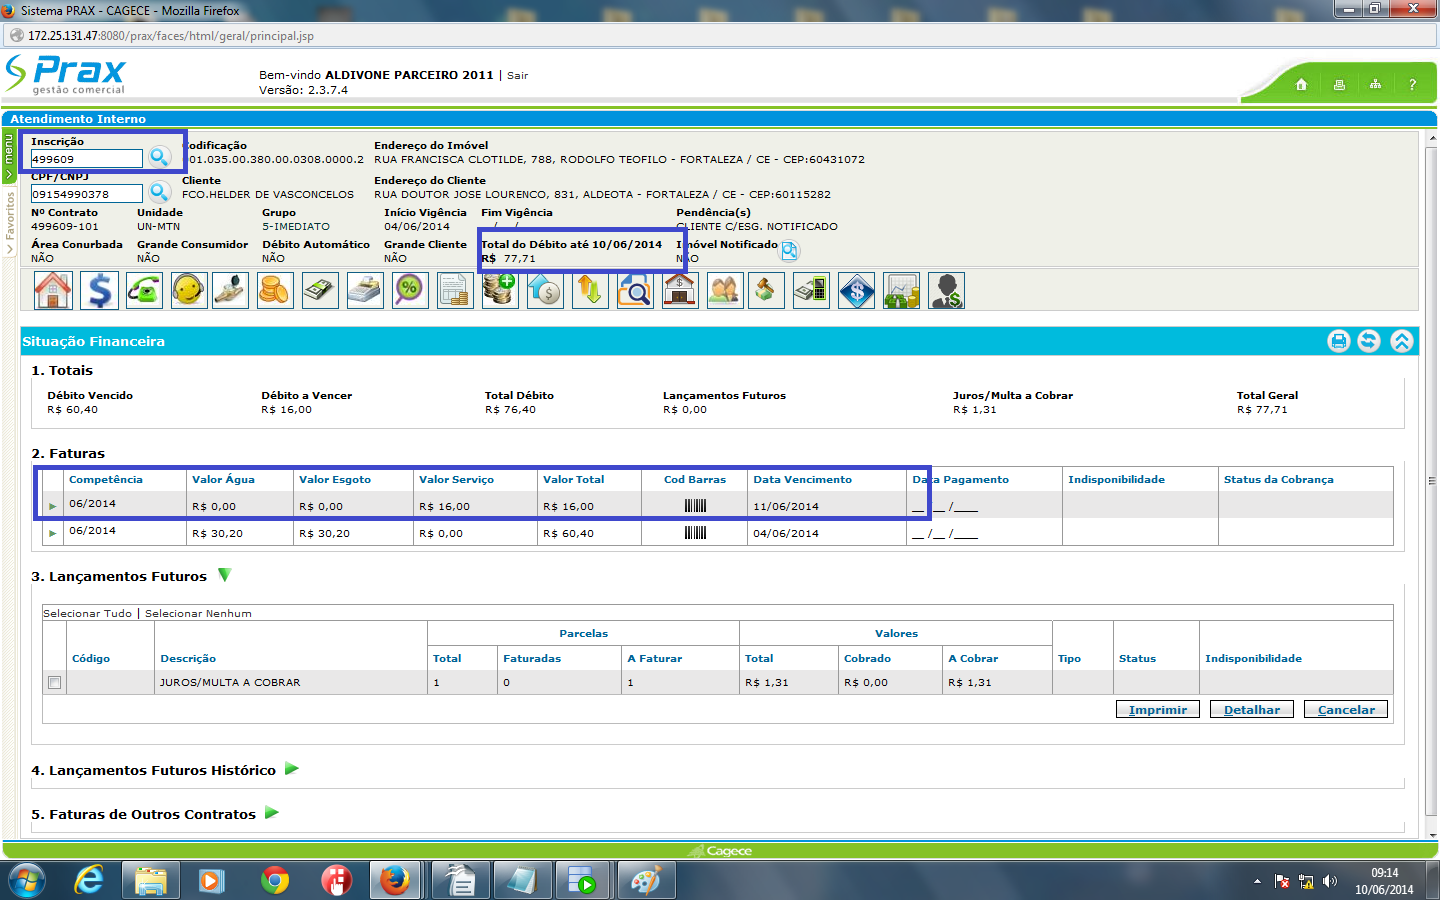 Sistema PRAX - CAGECE - Mozilla Firefox
172.25.131.47:8080/prax/faces/html/geral/principal.jsp
Prax
gestão comercial
Bem-vindo ALDIVONE PARCEIRO 2011 | Sair
Versão: 2.3.7.4
?
Atendimento Interno
menu
Favoritos
Inscrição Codificação Endereço do Imóvel
499609 01.035.00.380.00.0308.0000.2 RUA FRANCISCA CLOTILDE, 788, RODOLFO TEOFILO - FORTALEZA / CE - CEP:60431072
CPF/CNPJ Cliente Endereço do Cliente
09154990378 FCO.HELDER DE VASCONCELOS RUA DOUTOR JOSE LOURENCO, 831, ALDEOTA - FORTALEZA / CE - CEP:60115282
Nº Contrato Unidade Grupo Início Vigência Fim Vigência Pendência(s)
499609-101 UN-MTN 5-IMEDIATO 04/06/2014 __/__/____ CLIENTE C/ESG. NOTIFICADO
Área Conurbada Grande Consumidor Débito Automático Grande Cliente Total do Débito até 10/06/2014 Imóvel Notificado
NÃO NÃO NÃO NÃO R$ 77,71 NÃO
Situação Financeira
1. Totais
Débito Vencido Débito a Vencer Total Débito Lançamentos Futuros Juros/Multa a Cobrar Total Geral
R$ 60,40 R$ 16,00 R$ 76,40 R$ 0,00 R$ 1,31 R$ 77,71
2. Faturas
Competência Valor Água Valor Esgoto Valor Serviço Valor Total Cod Barras Data Vencimento Data Pagamento Indisponibilidade Status da Cobrança
06/2014 R$ 0,00 R$ 0,00 R$ 16,00 R$ 16,00 11/06/2014 __ /__ /____
06/2014 R$ 30,20 R$ 30,20 R$ 0,00 R$ 60,40 04/06/2014 __ /__ /____
3. Lançamentos Futuros
Selecionar Tudo | Selecionar Nenhum
Parcelas Valores
Código Descrição Total Faturadas A Faturar Total Cobrado A Cobrar Tipo Status Indisponibilidade
JUROS/MULTA A COBRAR 1 0 1 R$ 1,31 R$ 0,00 R$ 1,31
Imprimir Detalhar Cancelar
4. Lançamentos Futuros Histórico
5. Faturas de Outros Contratos
Cagece
09:14
10/06/2014